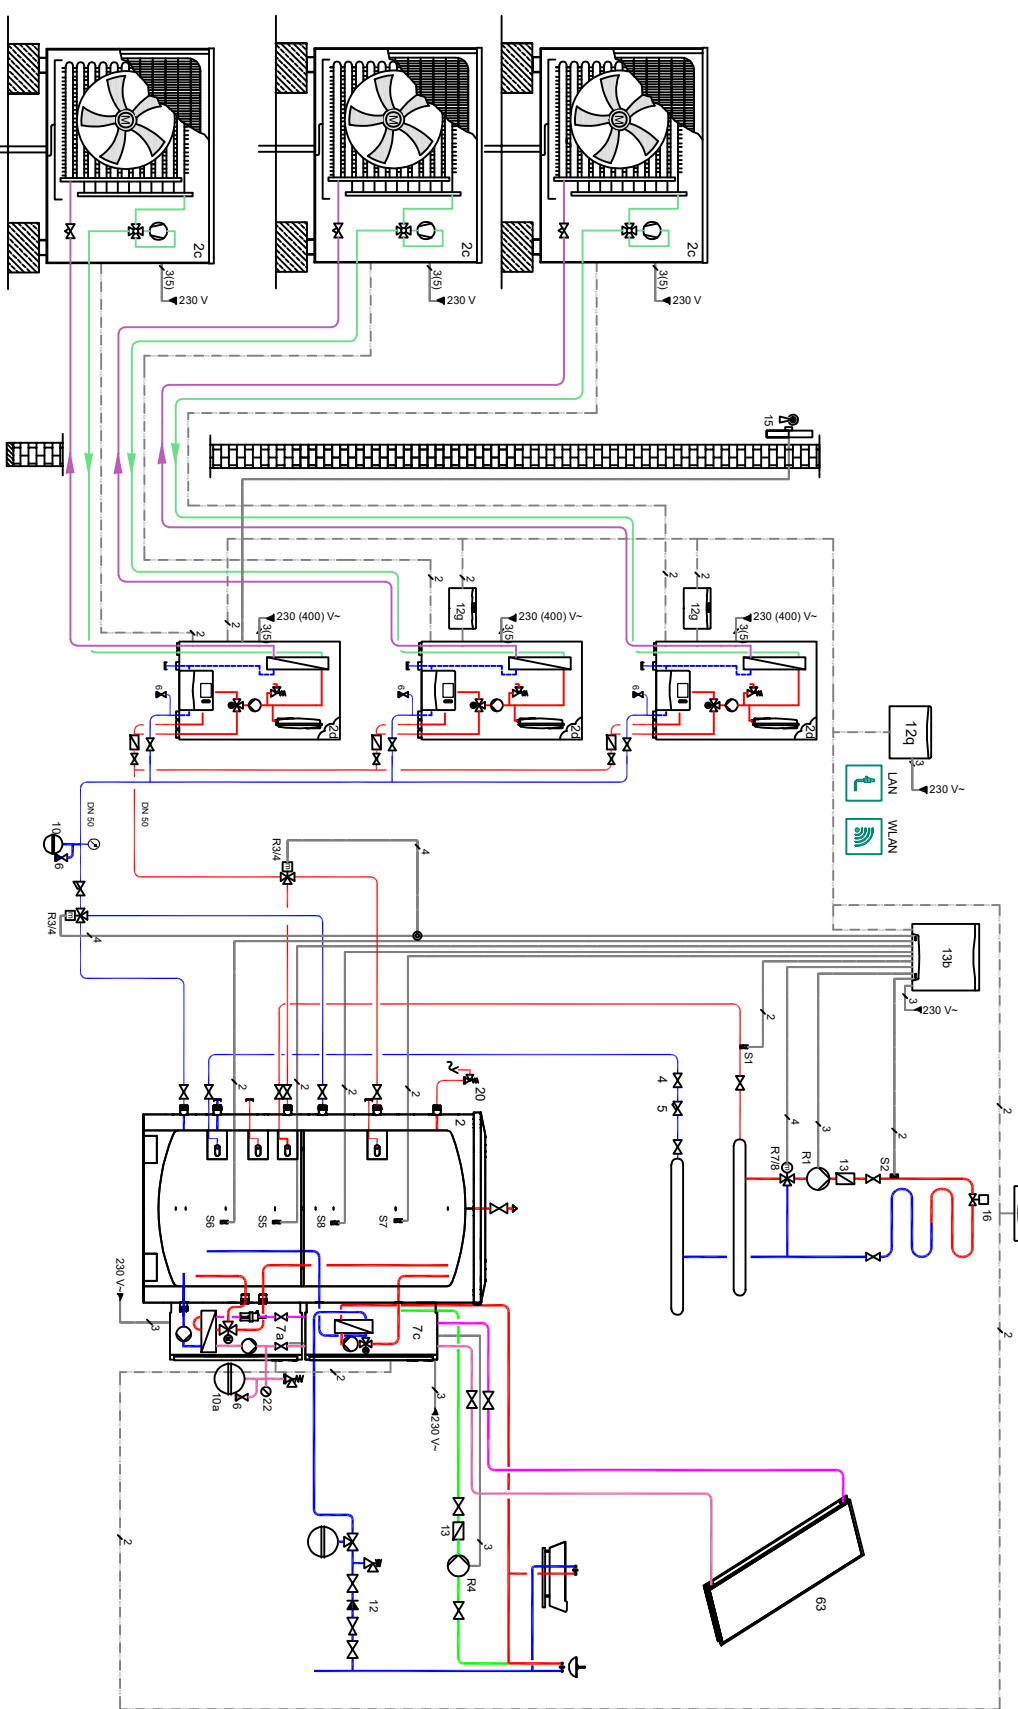 2c
3(5)
230 V
2c
3(5)
230 V
2c
3(5)
230 V
15
2
2
3(5)
230 (400) V~
2
2
12g
3(5)
230 (400) V~
2
2
12g
3(5)
230 (400) V~
6
2d
6
2d
6
2d
12q
3
230 V~
LAN
WLAN
DN 50
DN 50
10
6
R3/4
4
R3/4
4
13b
3
230 V~
2
S1
4
3
2
2
2
2
2
2
4
5
20
2
R7/8
R1
13
S2
16
S6
S5
S8
S7
230 V~
3
7a
7c
2
3
230 V~
10a
6
22
2
13
3
R4
12
63
2
M
M
M